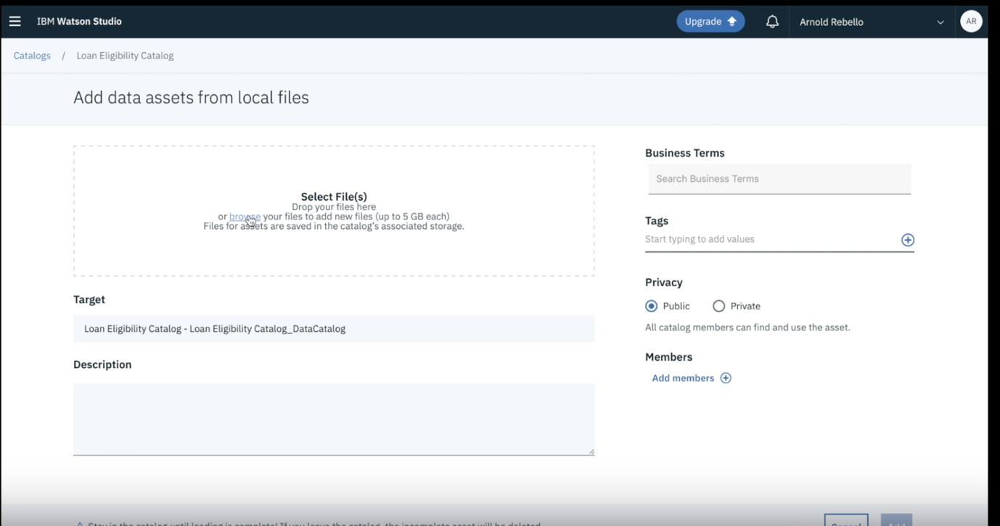 IBM Watson Studio
Upgrade
Arnold Rebello
AR
Catalogs / Loan Eligibility Catalog
Add data assets from local files
Select File(s)
Drop your files here
or browse your files to add new files (up to 5 GB each)
Files for assets are saved in the catalog's associated storage.
Target
Loan Eligibility Catalog - Loan Eligibility Catalog_DataCatalog
Description
Business Terms
Search Business Terms
Tags
Start typing to add values
Privacy
Public
Private
All catalog members can find and use the asset.
Members
Add members
Stay in the catalog until loading is complete! If you leave the catalog, the incomplete asset will be deleted.
Cancel
Add